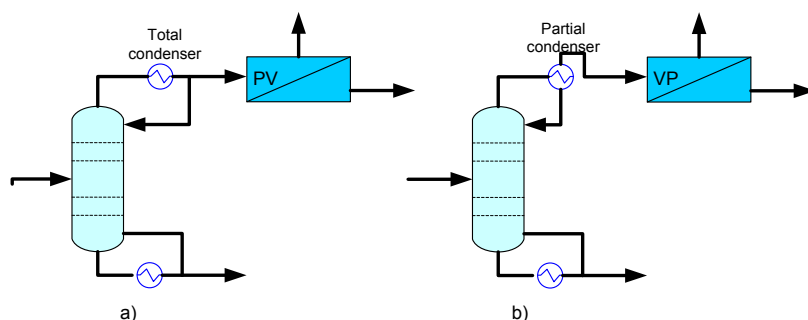 Total
condenser
PV
Partial
condenser
VP
a)
b)